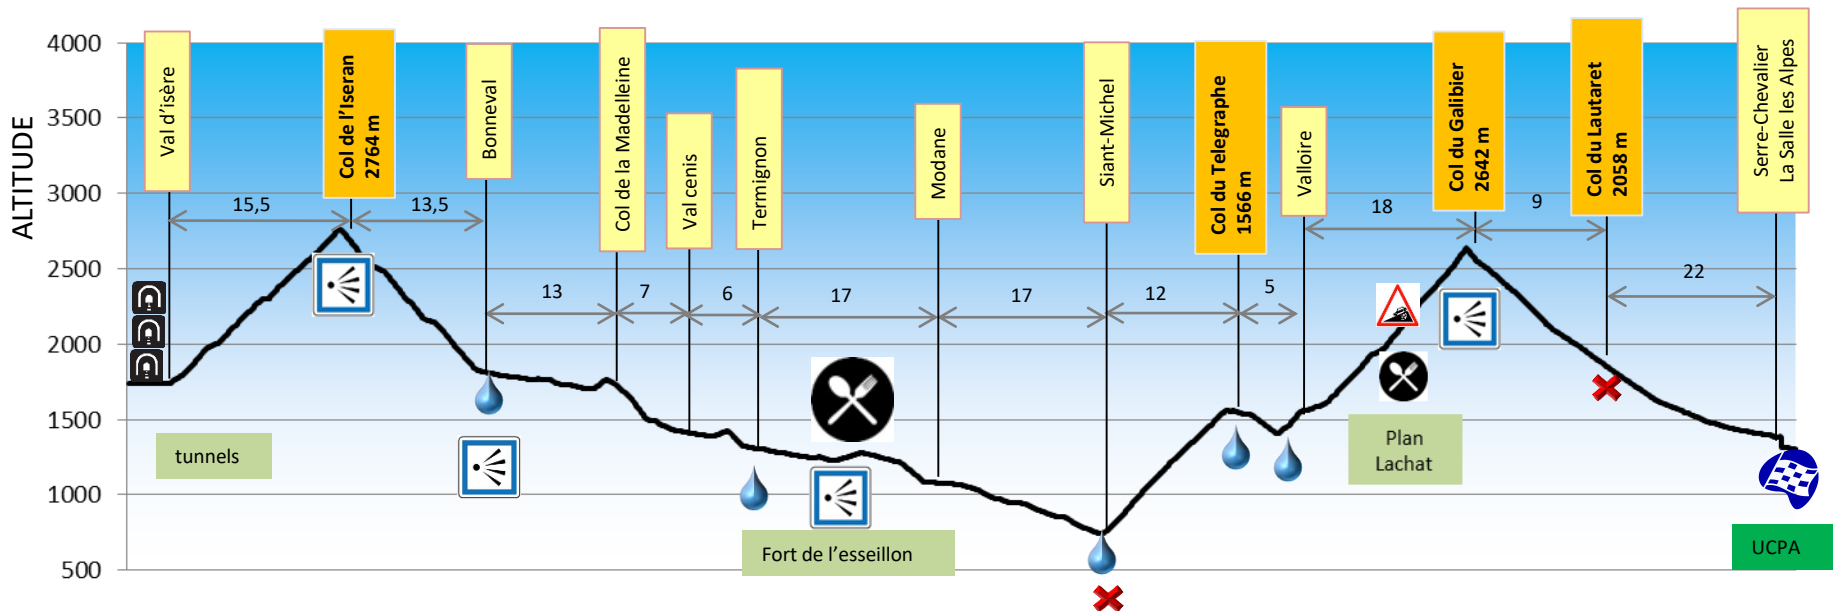 ALTITUDE
4000
3500
3000
2500
2000
1500
1000
500
Val d'isère
Col de l'Iseran
2764 m
Bonneval
Col de la Madelleine
Val cenis
Termignon
Modane
Siant-Michel
Col du Telegraphe
1566 m
Valloire
Col du Galibier
2642 m
Col du Lautaret
2058 m
Serre-Chevalier
La Salle les Alpes
15,5
13,5
13
7
6
17
17
12
5
18
9
22
tunnels
Fort de l'esseillon
Plan
Lachat
UCPA